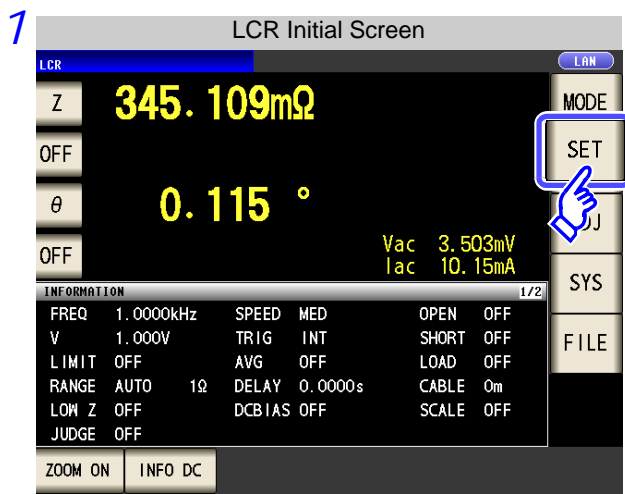 1
LCR Initial Screen
LCR
LAN
Z 345.109mΩ
MODE
OFF
SET
θ 0.115 °
OFF
Vac 3.503mV
Iac 10.15mA
SYS
INFORMATION 1/2
FREQ 1.0000kHz SPEED MED OPEN OFF
V 1.000V TRIG INT SHORT OFF
FILE
LIMIT OFF AVG OFF LOAD OFF
RANGE AUTO 1Ω DELAY 0.0000s CABLE 0m
LOW Z OFF DCBIAS OFF SCALE OFF
JUDGE OFF
ZOOM ON INFO DC